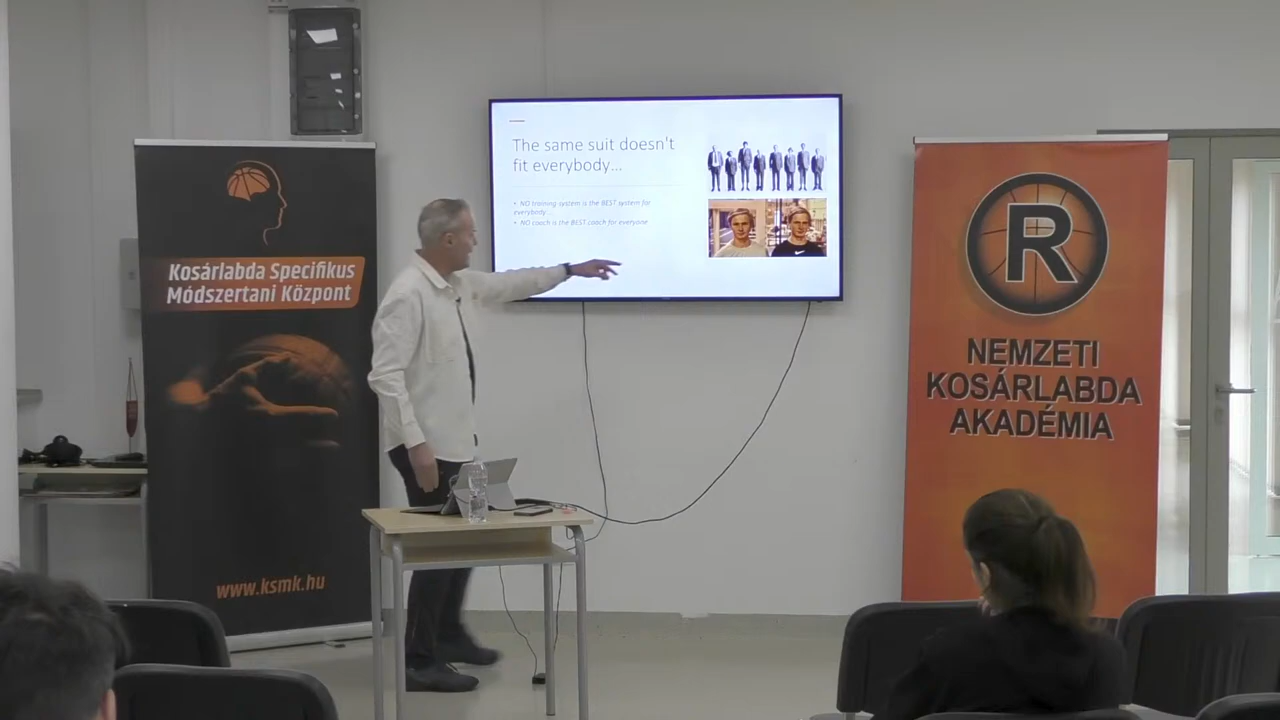 The same suit doesn't
fit everybody...
• NO training system is the BEST system for
everybody...
• NO coach is the BEST coach for everyone
Kosárlabda Specifikus
Módszertani Központ
www.ksmk.hu
R
NEMZETI
KOSÁRLABDA
AKADÉMIA